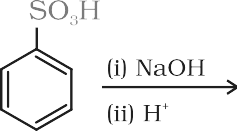 SO₃H
(i) NaOH
(ii) H⁺